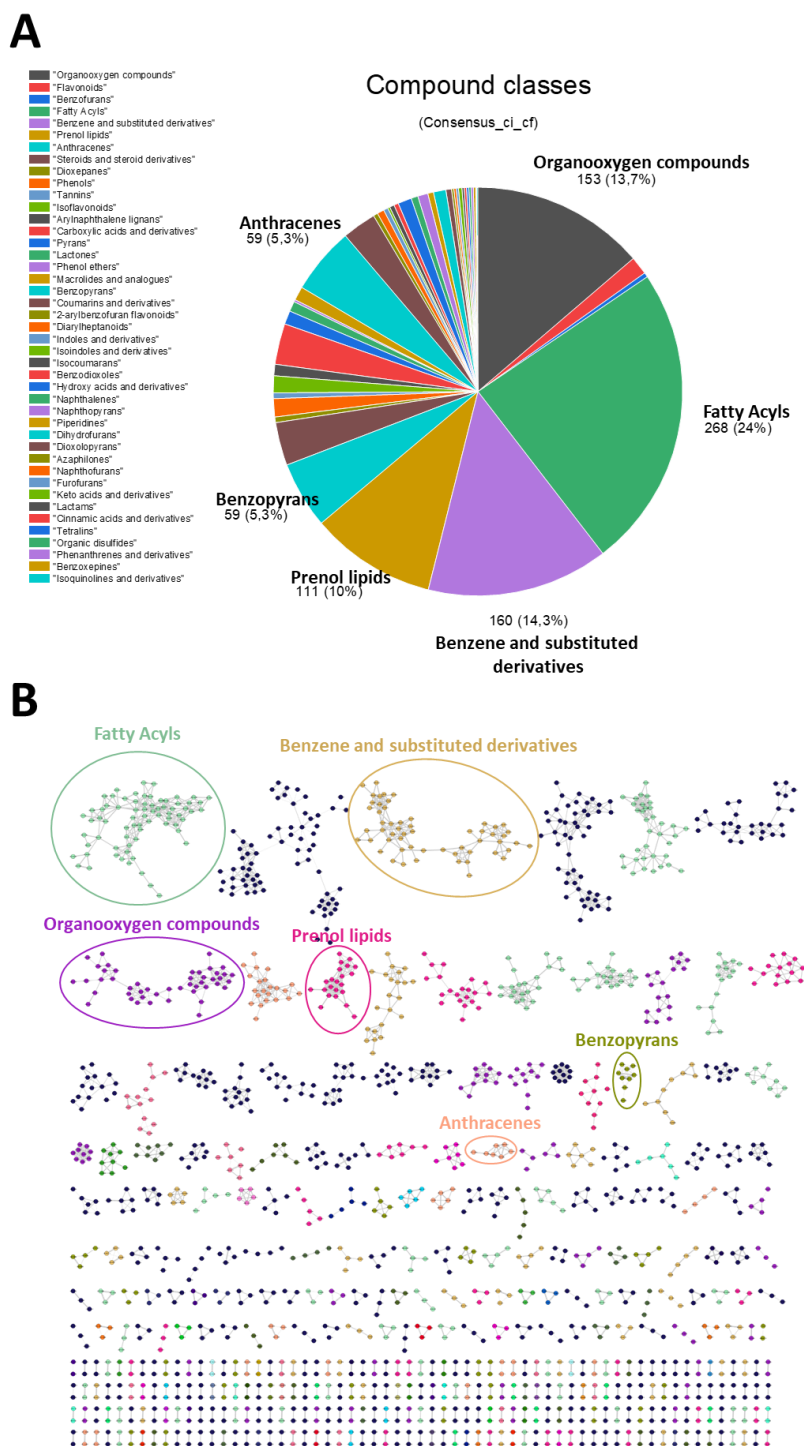 A
"Organooxygen compounds"
"Flavonoids"
"Benzofurans"
"Fatty Acyls"
"Benzene and substituted derivatives"
"Prenol lipids"
"Anthracenes"
"Steroids and steroid derivatives"
"Dioxepanes"
"Phenols"
"Tannins"
"Isoflavonoids"
"Arylnaphthalene lignans"
"Carboxylic acids and derivatives"
"Pyrans"
"Lactones"
"Phenol ethers"
"Macrolides and analogues"
"Benzopyrans"
"Coumarins and derivatives"
"2-arylbenzofuran flavonoids"
"Diarylheptanoids"
"Indoles and derivatives"
"Isoindoles and derivatives"
"Isocoumarans"
"Benzodioxoles"
"Hydroxy acids and derivatives"
"Naphthalenes"
"Naphthopyrans"
"Piperidines"
"Dihydrofurans"
"Dioxolopyrans"
"Azaphilones"
"Naphthofurans"
"Furofurans"
"Keto acids and derivatives"
"Lactams"
"Cinnamic acids and derivatives"
"Tetralins"
"Organic disulfides"
"Phenanthrenes and derivatives"
"Benzoxepines"
"Isoquinolines and derivatives"
Compound classes
(Consensus_ci_cf)
Organooxygen compounds
153 (13,7%)
Anthracenes
59 (5,3%)
Fatty Acyls
268 (24%)
Benzopyrans
59 (5,3%)
Prenol lipids
111 (10%)
160 (14,3%)
Benzene and substituted
derivatives
B
Fatty Acyls
Benzene and substituted derivatives
Organooxygen compounds
Prenol lipids
Benzopyrans
Anthracenes